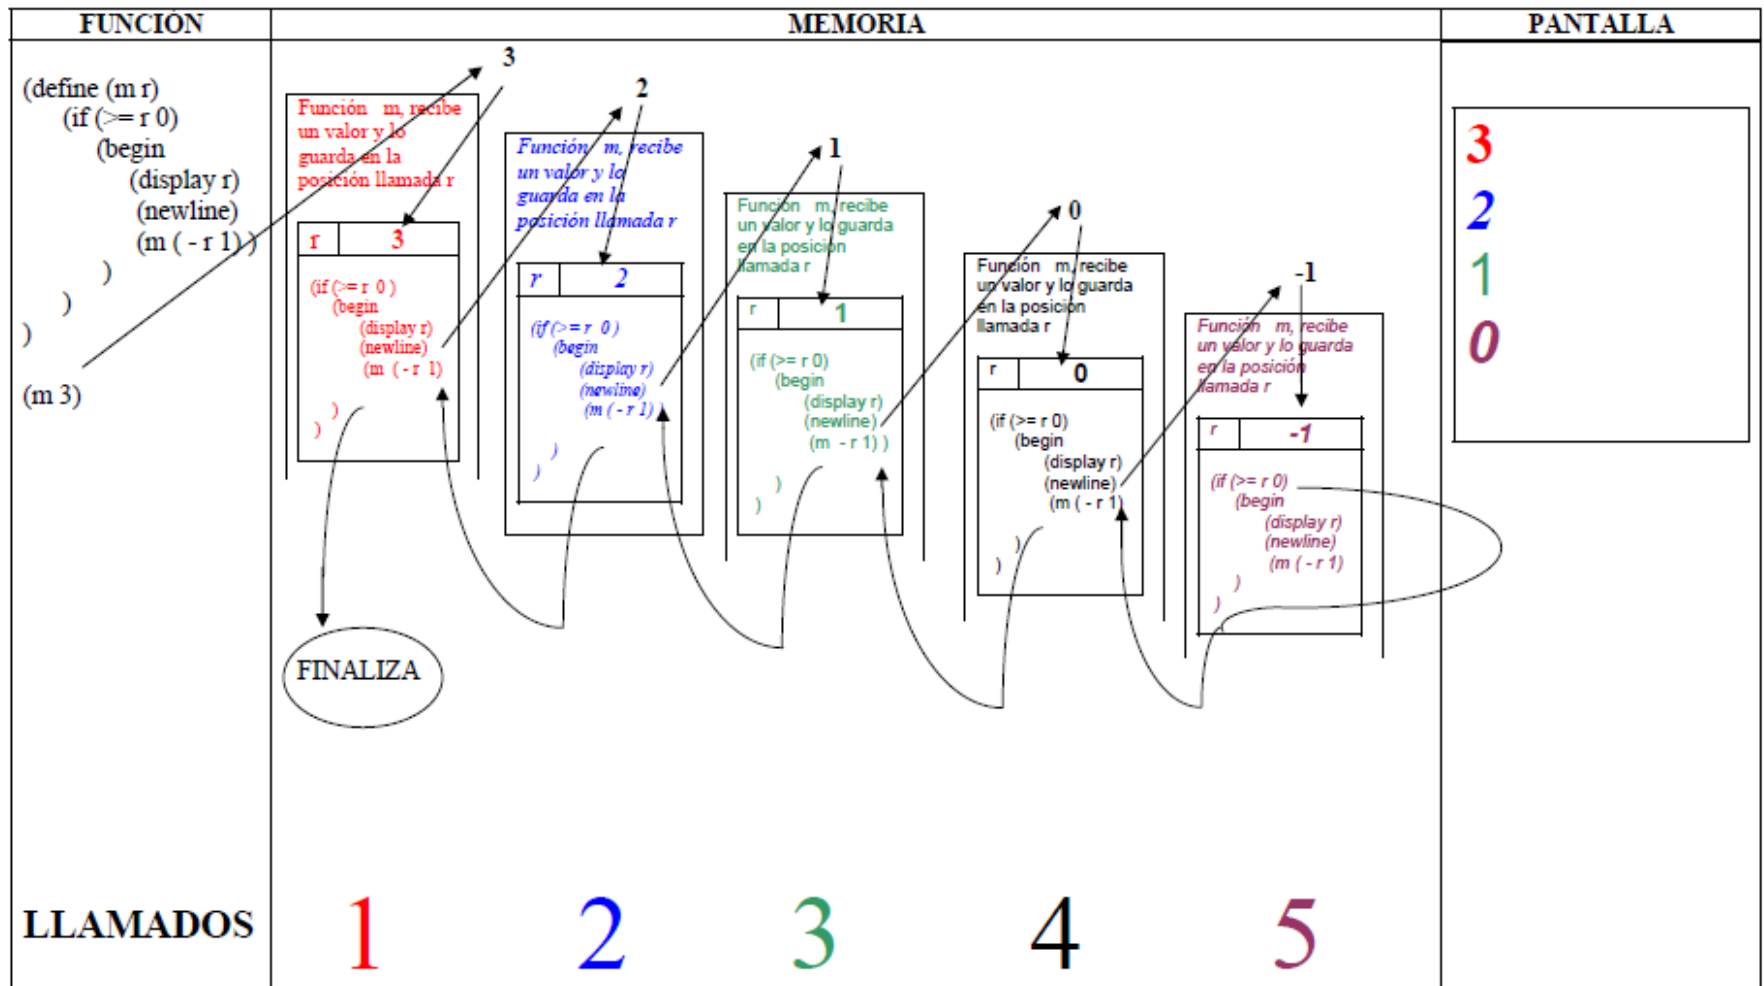 FUNCIÓN
MEMORIA
PANTALLA
(define (m r)
(if (>= r 0)
(begin
(display r)
(newline)
(m ( - r 1) )
)
)
)
(m 3)
3
Función m, recibe
un valor y lo
guarda en la
posición llamada r
r 3
(if (>= r 0 )
(begin
(display r)
(newline)
(m ( - r 1)
)
)
FINALIZA
2
Función m, recibe
un valor y lo
guarda en la
posición llamada r
r 2
(if (>= r 0 )
(begin
(display r)
(newline)
(m ( - r 1) )
)
)
1
Función m, recibe
un valor y lo guarda
en la posición
llamada r
r 1
(if (>= r 0)
(begin
(display r)
(newline)
(m - r 1) )
)
)
0
Función m, recibe
un valor y lo guarda
en la posición
llamada r
r 0
(if (>= r 0)
(begin
(display r)
(newline)
(m ( - r 1)
)
)
-1
Función m, recibe
un valor y lo guarda
en la posición
llamada r
r -1
(if (>= r 0)
(begin
(display r)
(newline)
(m ( - r 1)
)
)
3
2
1
0
LLAMADOS
1
2
3
4
5